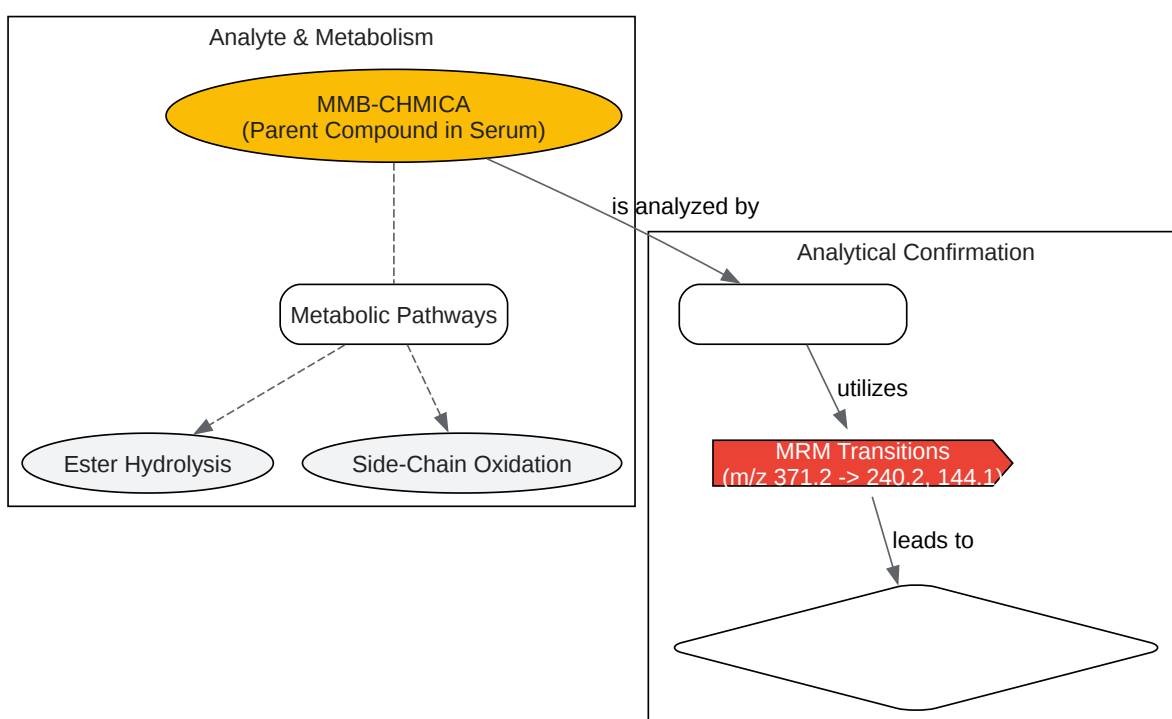 Analyte & Metabolism
MMB-CHMICA
(Parent Compound in Serum)
is analyzed by
Analytical Confirmation
Metabolic Pathways
utilizes
Ester Hydrolysis
Side-Chain Oxidation
MRM Transitions
(m/z 371.2 -> 240.2, 144.1)
leads to